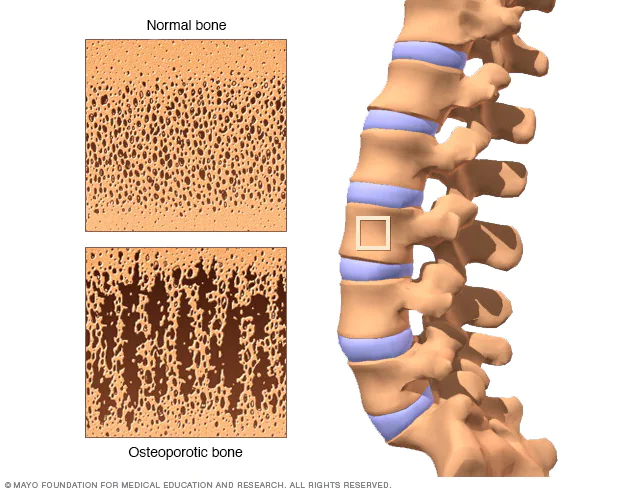 Normal bone
Osteoporotic bone
© MAYO FOUNDATION FOR MEDICAL EDUCATION AND RESEARCH. ALL RIGHTS RESERVED.